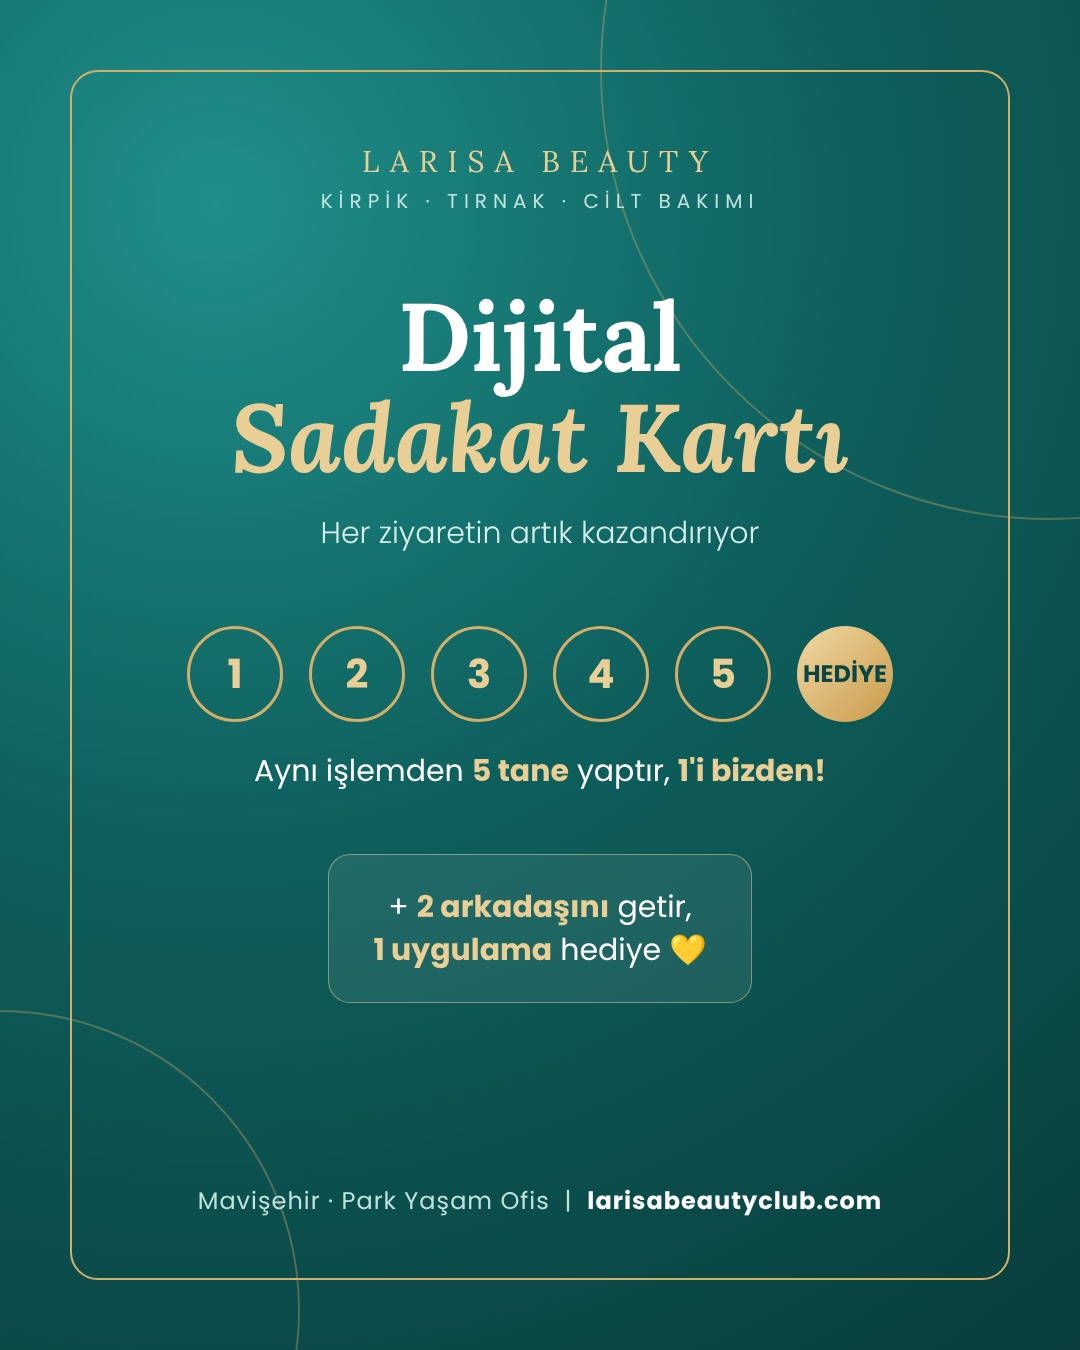 LARISA BEAUTY
KİRPİK · TIRNAK · CİLT BAKIMI
Dijital
Sadakat Kartı
Her ziyaretin artık kazandırıyor
1 2 3 4 5 HEDİYE
Aynı işlemden 5 tane yaptır, 1'i bizden!
+ 2 arkadaşını getir,
1 uygulama hediye 💛
Mavişehir · Park Yaşam Ofis | larisabeautyclub.com